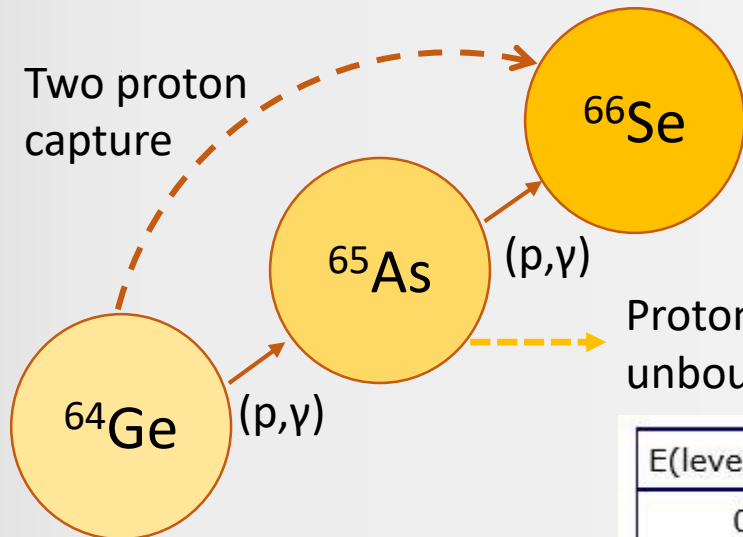 Two proton
capture
⁶⁶Se
⁶⁵As
(p,γ)
⁶⁴Ge
(p,γ)